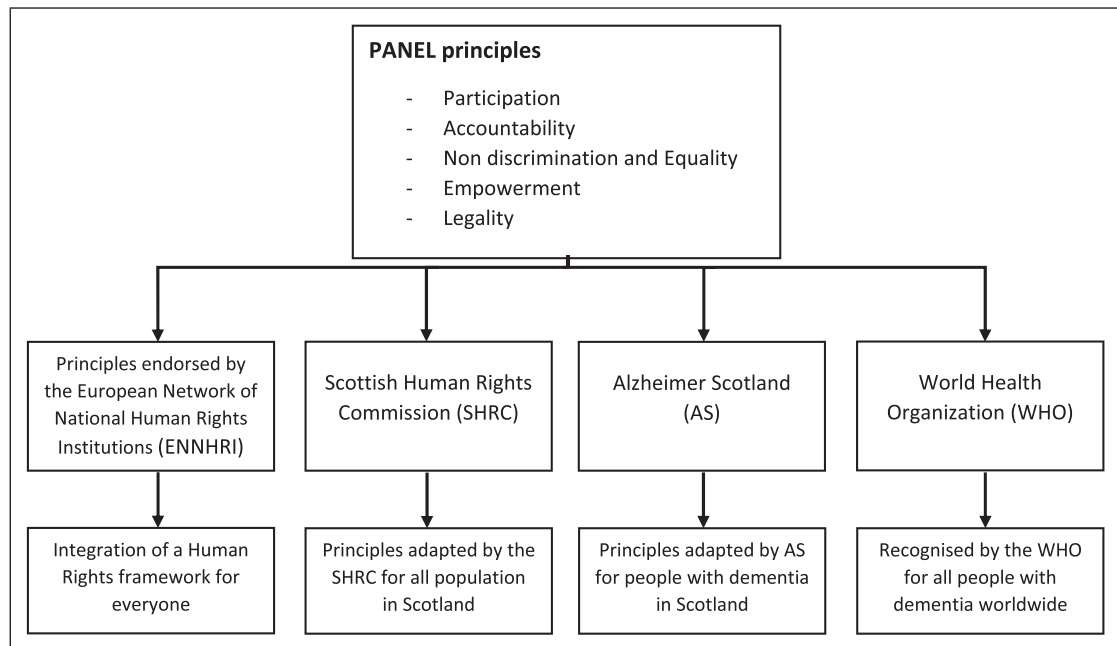 PANEL principles
- Participation
- Accountability
- Non discrimination and Equality
- Empowerment
- Legality
Principles endorsed by
the European Network of
National Human Rights
Institutions (ENNHRI)
Scottish Human Rights
Commission (SHRC)
Alzheimer Scotland
(AS)
World Health
Organization (WHO)
Integration of a Human
Rights framework for
everyone
Principles adapted by the
SHRC for all population
in Scotland
Principles adapted by AS
for people with dementia
in Scotland
Recognised by the WHO
for all people with
dementia worldwide